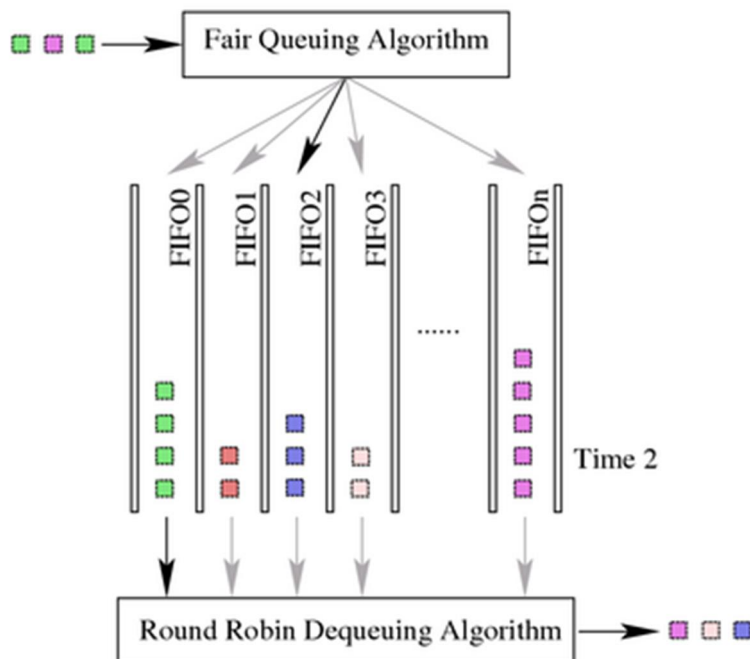 Fair Queuing Algorithm
FIFO0
FIFO1
FIFO2
FIFO3
FIFOn
......
Time 2
Round Robin Dequeuing Algorithm